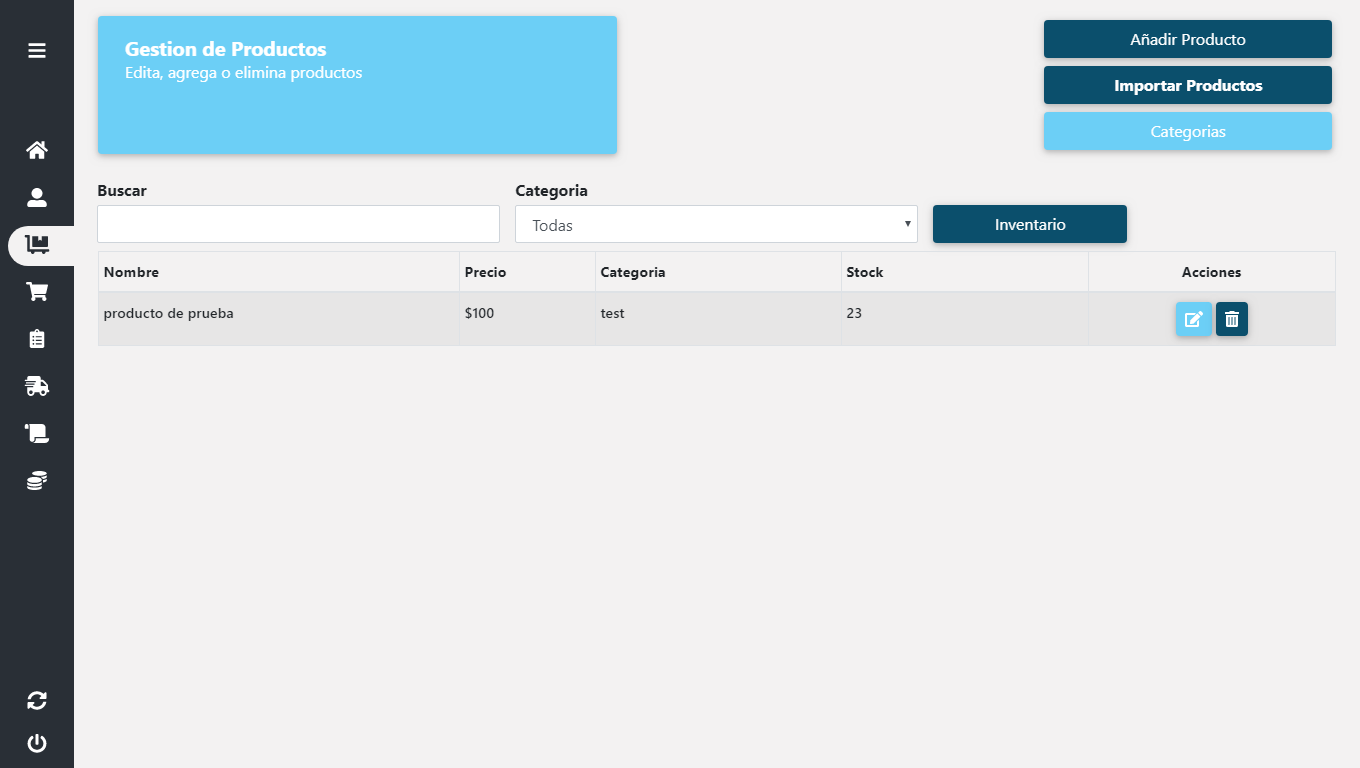 Gestion de Productos
Edita, agrega o elimina productos
Añadir Producto
Importar Productos
Categorias
Buscar
Categoria
Todas
Inventario
Nombre Precio Categoria Stock Acciones
producto de prueba $100 test 23